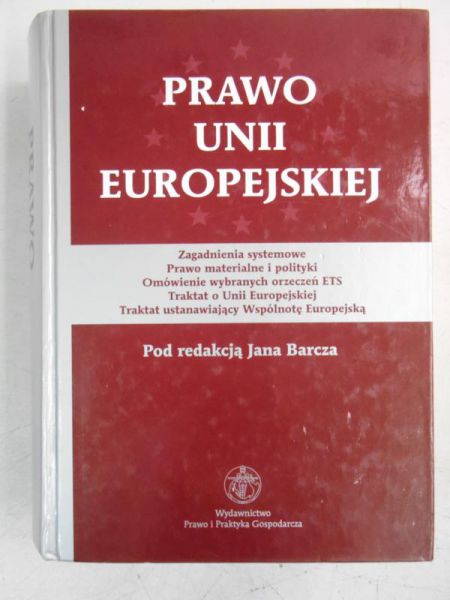 PRAWO
UNII
EUROPEJSKIEJ
Zagadnienia systemowe
Prawo materialne i polityki
Omówienie wybranych orzeczeń ETS
Traktat o Unii Europejskiej
Traktat ustanawiający Wspólnotę Europejską
Pod redakcją Jana Barcza
Wydawnictwo
Prawo i Praktyka Gospodarcza
PRAWO